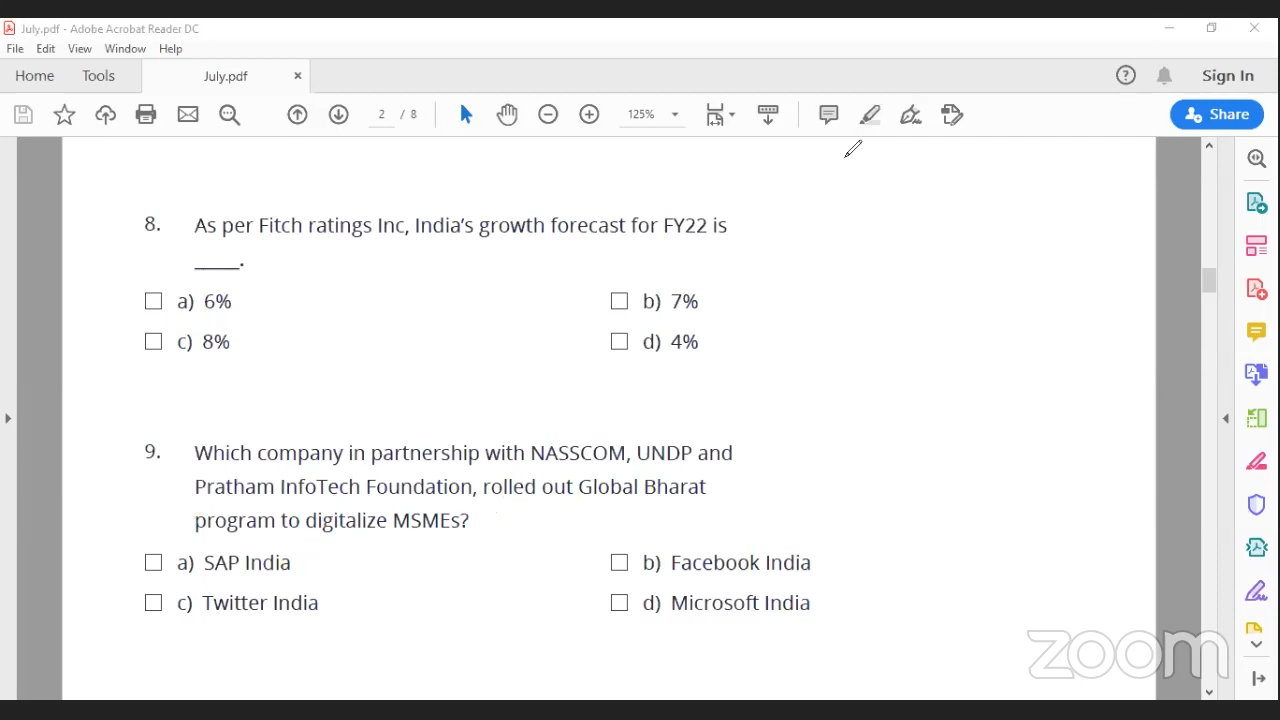 July.pdf - Adobe Acrobat Reader DC
File Edit View Window Help
Home Tools July.pdf × Sign In
2 / 8 125% Share
8. As per Fitch ratings Inc, India’s growth forecast for FY22 is
____.
a) 6% b) 7%
c) 8% d) 4%
9. Which company in partnership with NASSCOM, UNDP and
Pratham InfoTech Foundation, rolled out Global Bharat
program to digitalize MSMEs?
a) SAP India b) Facebook India
c) Twitter India d) Microsoft India
zoom